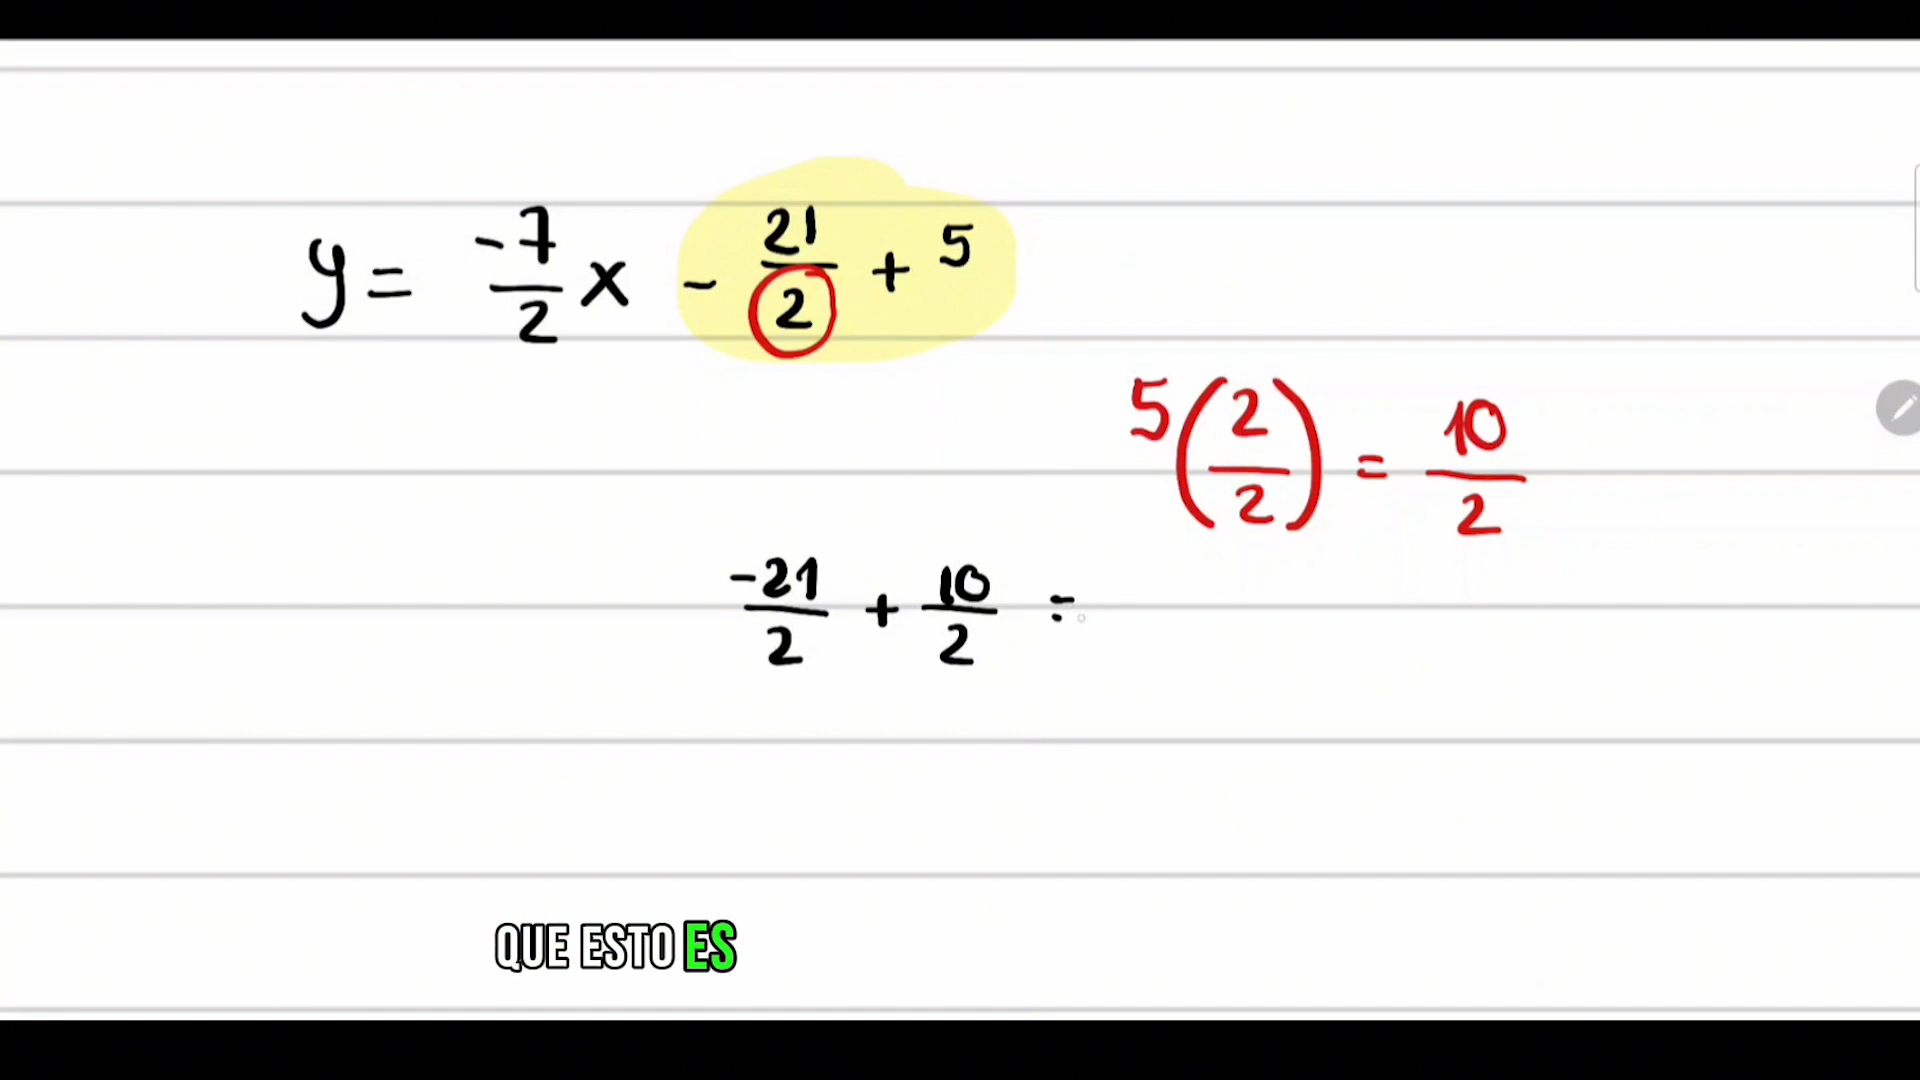 y = -7/2 x - 21/2 + 5
5(2/2) = 10/2
-21/2 + 10/2 =
QUE ESTO ES